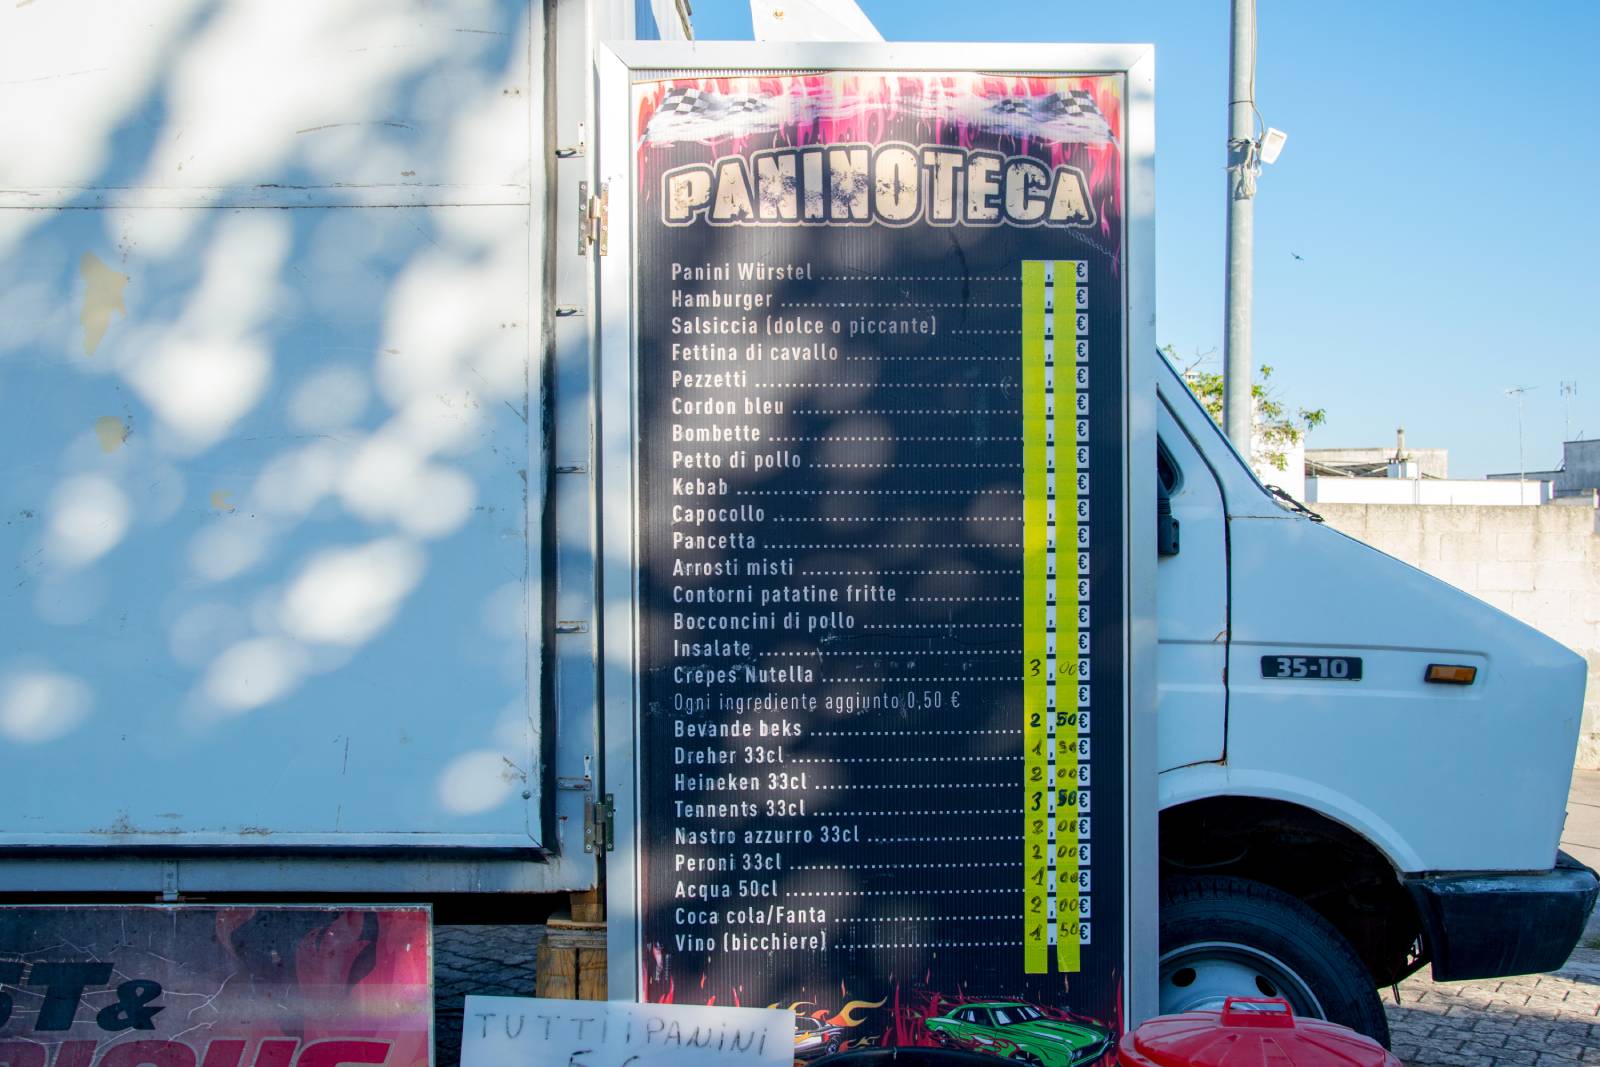 PANINOTECA
Panini Würstel .............................. , €
Hamburger .............................. , €
Salsiccia (dolce o piccante) .......... , €
Fettina di cavallo .......................... , €
Pezzetti .............................. , €
Cordon bleu .............................. , €
Bombette .............................. , €
Petto di pollo .............................. , €
Kebab .............................. , €
Capocollo .............................. , €
Pancetta .............................. , €
Arrosti misti .............................. , €
Contorni patatine fritte ................ , €
Bocconcini di pollo ...................... , €
Insalate .............................. , €
Crepes Nutella .............................. 3,00€
Ogni ingrediente aggiunto 0,50 € , €
Bevande beks .............................. 2,50€
Dreher 33cl .............................. 1,50€
Heineken 33cl .............................. 2,00€
Tennents 33cl .............................. 3,50€
Nastro azzurro 33cl ...................... 2,00€
Peroni 33cl .............................. 2,00€
Acqua 50cl .............................. 1,00€
Coca cola/Fanta .......................... 2,00€
Vino (bicchiere) .......................... 1,50€
35-10
ST&
TUTTI i PANINI